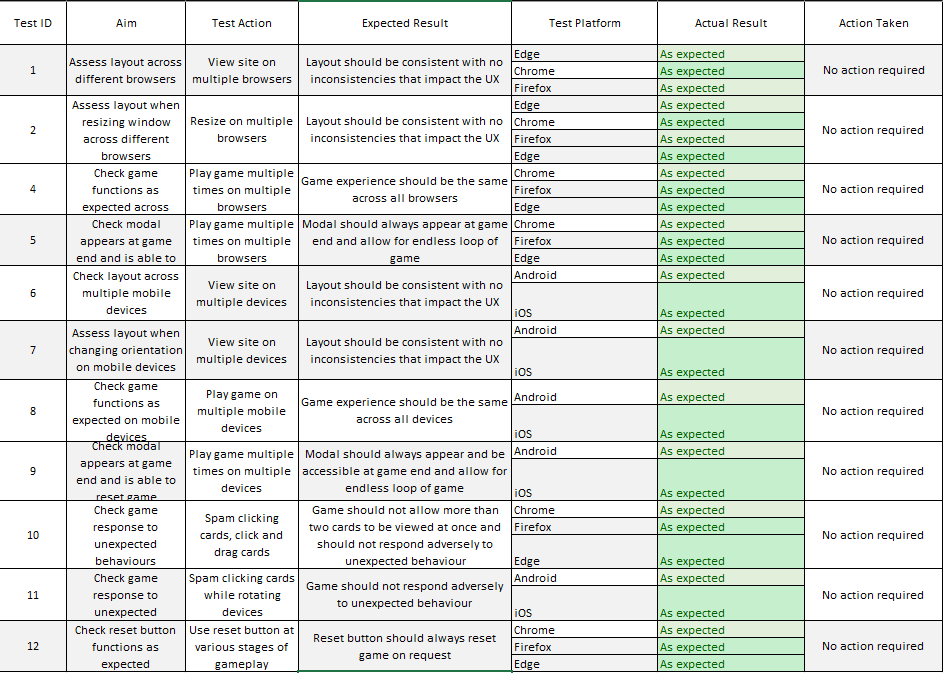 Test ID Aim Test Action Expected Result Test Platform Actual Result Action Taken
1
Assess layout across
different browsers
View site on
multiple browsers
Layout should be consistent with no
inconsistencies that impact the UX
Edge As expected
Chrome As expected
Firefox As expected
No action required
2
Assess layout when
resizing window
across different
browsers
Resize on multiple
browsers
Layout should be consistent with no
inconsistencies that impact the UX
Edge As expected
Chrome As expected
Firefox As expected
Edge As expected
No action required
4
Check game
functions as
expected across
Play game multiple
times on multiple
browsers
Game experience should be the same
across all browsers
Chrome As expected
Firefox As expected
Edge As expected
No action required
5
Check modal
appears at game
end and is able to
Play game multiple
times on multiple
browsers
Modal should always appear at game
end and allow for endless loop of
game
Chrome As expected
Firefox As expected
Edge As expected
No action required
6
Check layout across
multiple mobile
devices
View site on
multiple devices
Layout should be consistent with no
inconsistencies that impact the UX
Android As expected
iOS As expected
No action required
7
Assess layout when
changing orientation
on mobile devices
View site on
multiple devices
Layout should be consistent with no
inconsistencies that impact the UX
Android As expected
iOS As expected
No action required
8
Check game
functions as
expected on mobile
devices
Play game on
multiple mobile
devices
Game experience should be the same
across all devices
Android As expected
iOS As expected
No action required
9
Check modal
appears at game
end and is able to
reset game
Play game multiple
times on multiple
devices
Modal should always appear and be
accessible at game end and allow for
endless loop of game
Android As expected
iOS As expected
No action required
10
Check game
response to
unexpected
behaviours
Spam clicking
cards, click and
drag cards
Game should not allow more than
two cards to be viewed at once and
should not respond adversely to
unexpected behaviour
Chrome As expected
Firefox As expected
Edge As expected
No action required
11
Check game
response to
unexpected
Spam clicking cards
while rotating
devices
Game should not respond adversely
to unexpected behaviour
Android As expected
iOS As expected
No action required
12
Check reset button
functions as
expected
Use reset button at
various stages of
gameplay
Reset button should always reset
game on request
Chrome As expected
Firefox As expected
Edge As expected
No action required